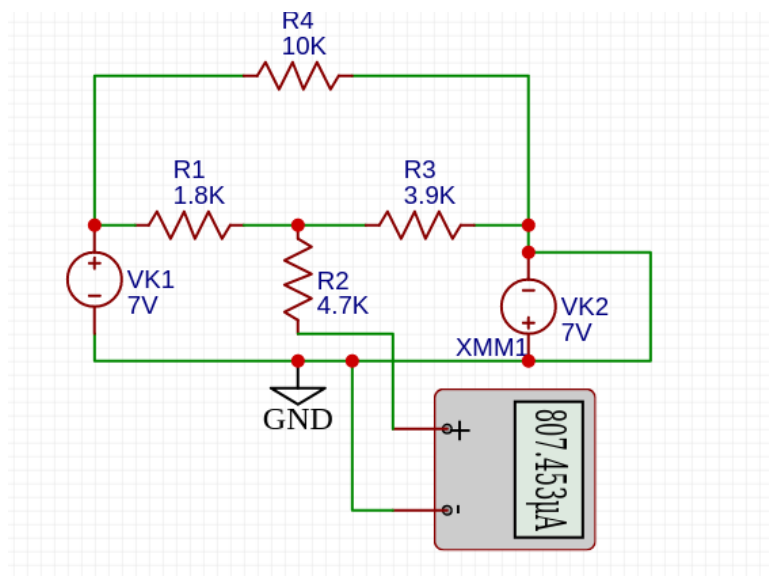 R4
10K
R1
1.8K
R3
3.9K
+
−
VK1
7V
R2
4.7K
−
+
VK2
7V
XMM1
GND
+
-
807.453µA